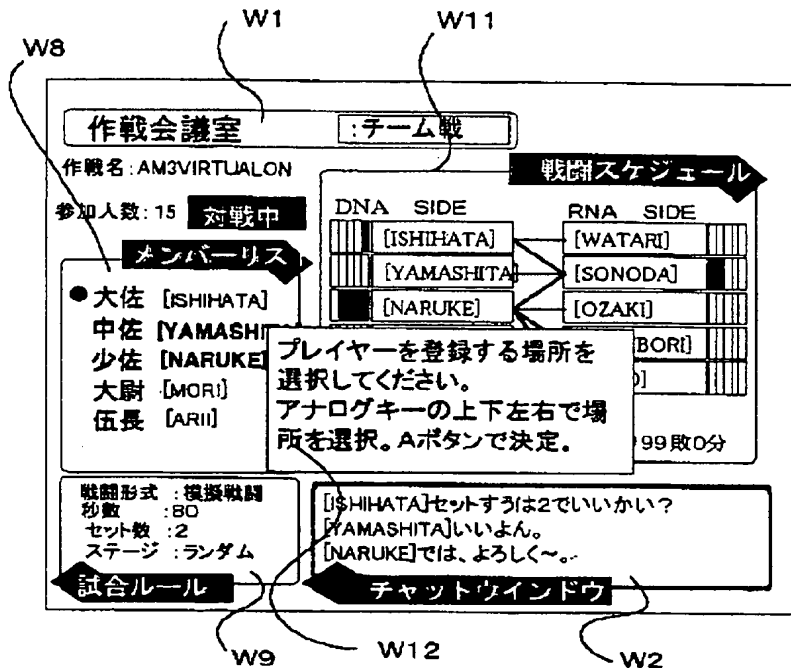 W1
W11
W8
作戦会議室 :チーム戦
作戦名:AM3VIRTUALON
戦闘スケジュール
参加人数:15 対戦中
DNA SIDE RNA SIDE
[ISHIHATA] [WATARI]
[YAMASHITA] [SONODA]
[NARUKE] [OZAKI]
BORI]
]
99敗0分
メンバーリスト
●大佐 [ISHIHATA]
中佐 [YAMASHI
少佐 [NARUKE]
大尉 [MORI]
伍長 [ARII]
プレイヤーを登録する場所を
選択してください。
アナログキーの上下左右で場
所を選択。Aボタンで決定。
戦闘形式 :模擬戦闘
秒数 :80
セット数 :2
ステージ :ランダム
試合ルール
[ISHIHATA]セットすうは2でいいかい?
[YAMASHITA]いいよん。
[NARUKE]では、よろしく~。
チャットウインドウ
W9
W12
W2